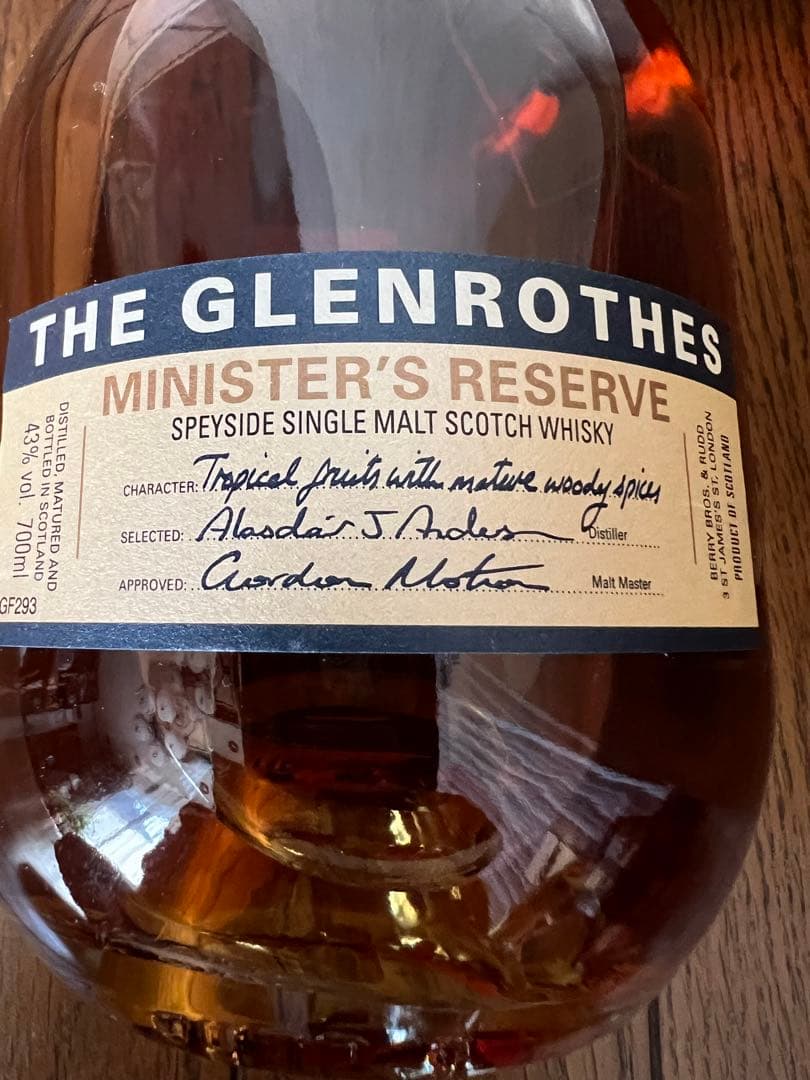 THE GLENROTHES
MINISTER'S RESERVE
SPEYSIDE SINGLE MALT SCOTCH WHISKY
CHARACTER: Tropical fruits with mature woody spices
SELECTED: Alasdair J Anderson Distiller
APPROVED: Gordon Motion Malt Master
DISTILLED, MATURED AND
BOTTLED IN SCOTLAND
43% vol. 700ml
GF293
BERRY BROS. & RUDD
3 ST JAMES'S ST. LONDON
PRODUCT OF SCOTLAND